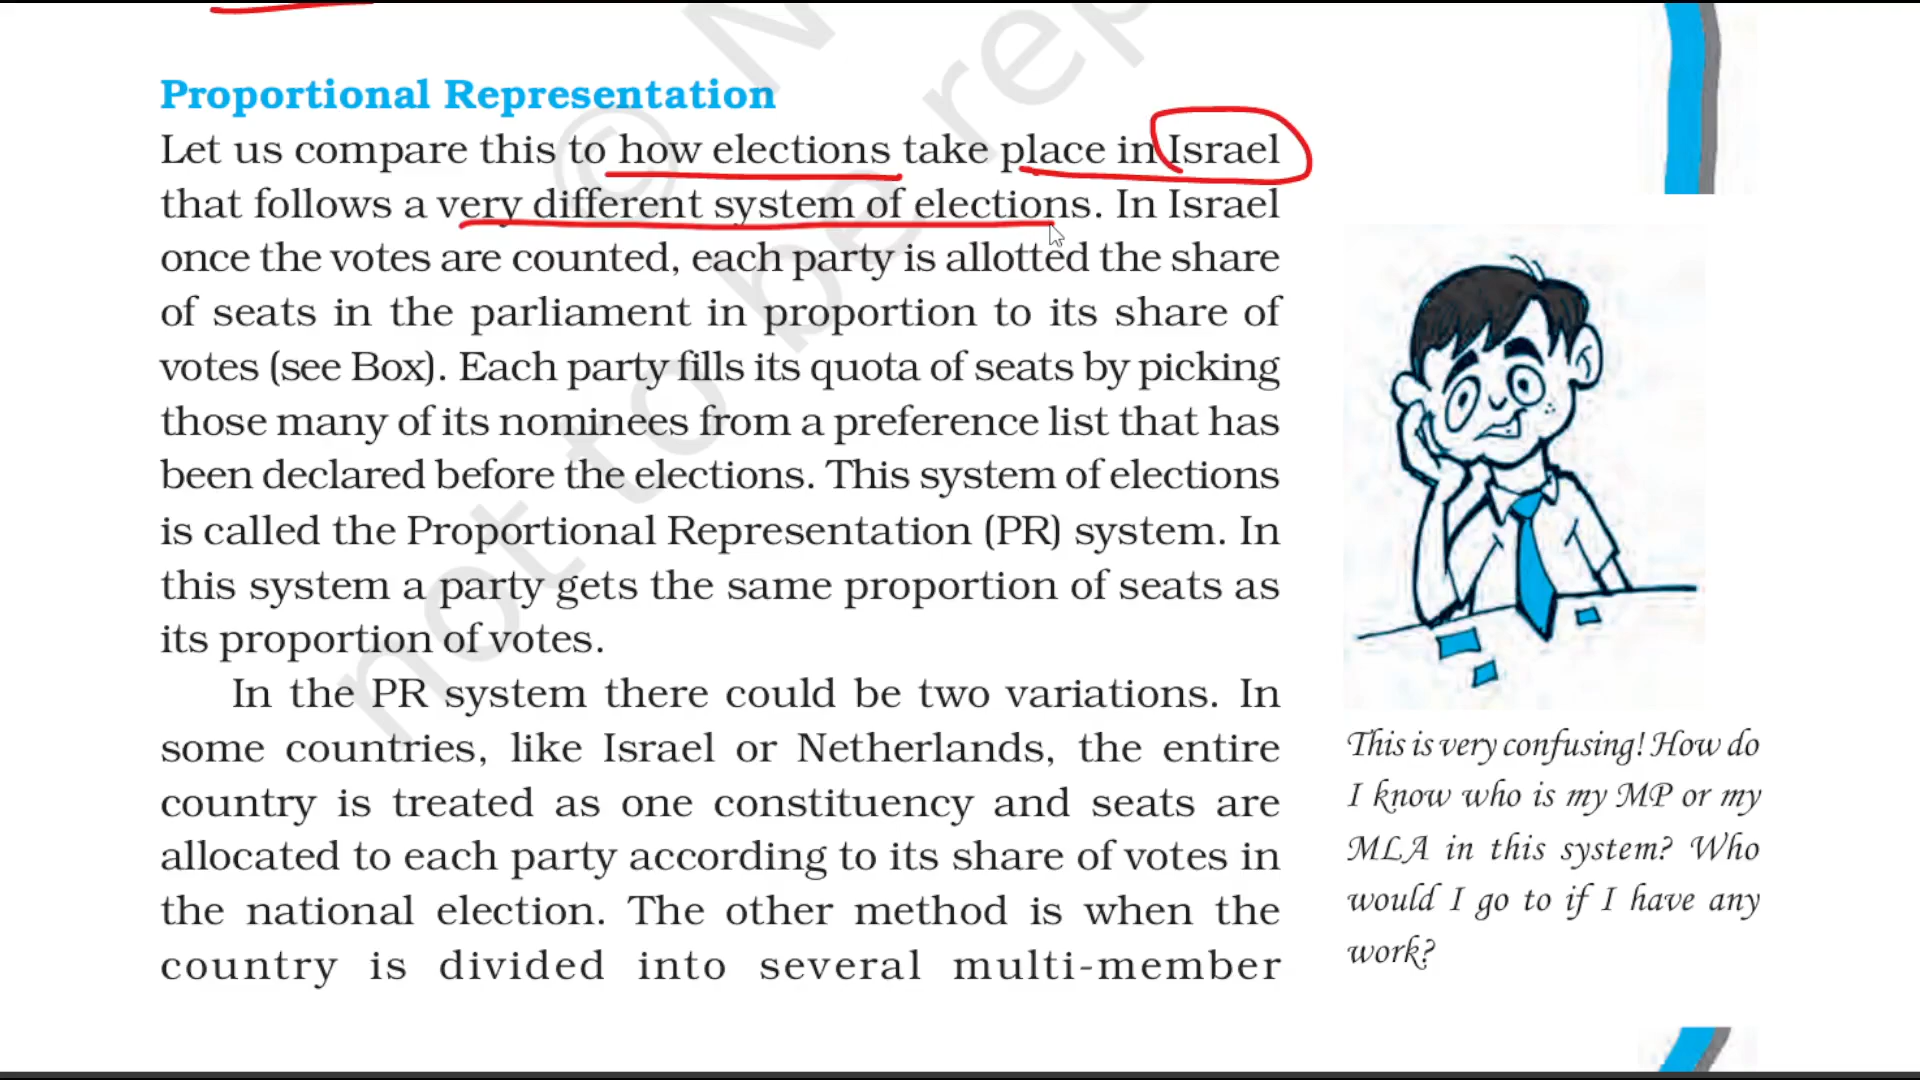 Proportional Representation
Let us compare this to how elections take place in Israel
that follows a very different system of elections. In Israel
once the votes are counted, each party is allotted the share
of seats in the parliament in proportion to its share of
votes (see Box). Each party fills its quota of seats by picking
those many of its nominees from a preference list that has
been declared before the elections. This system of elections
is called the Proportional Representation (PR) system. In
this system a party gets the same proportion of seats as
its proportion of votes.
In the PR system there could be two variations. In
some countries, like Israel or Netherlands, the entire
country is treated as one constituency and seats are
allocated to each party according to its share of votes in
the national election. The other method is when the
country is divided into several multi-member
This is very confusing! How do
I know who is my MP or my
MLA in this system? Who
would I go to if I have any
work?
© N
not to be rep